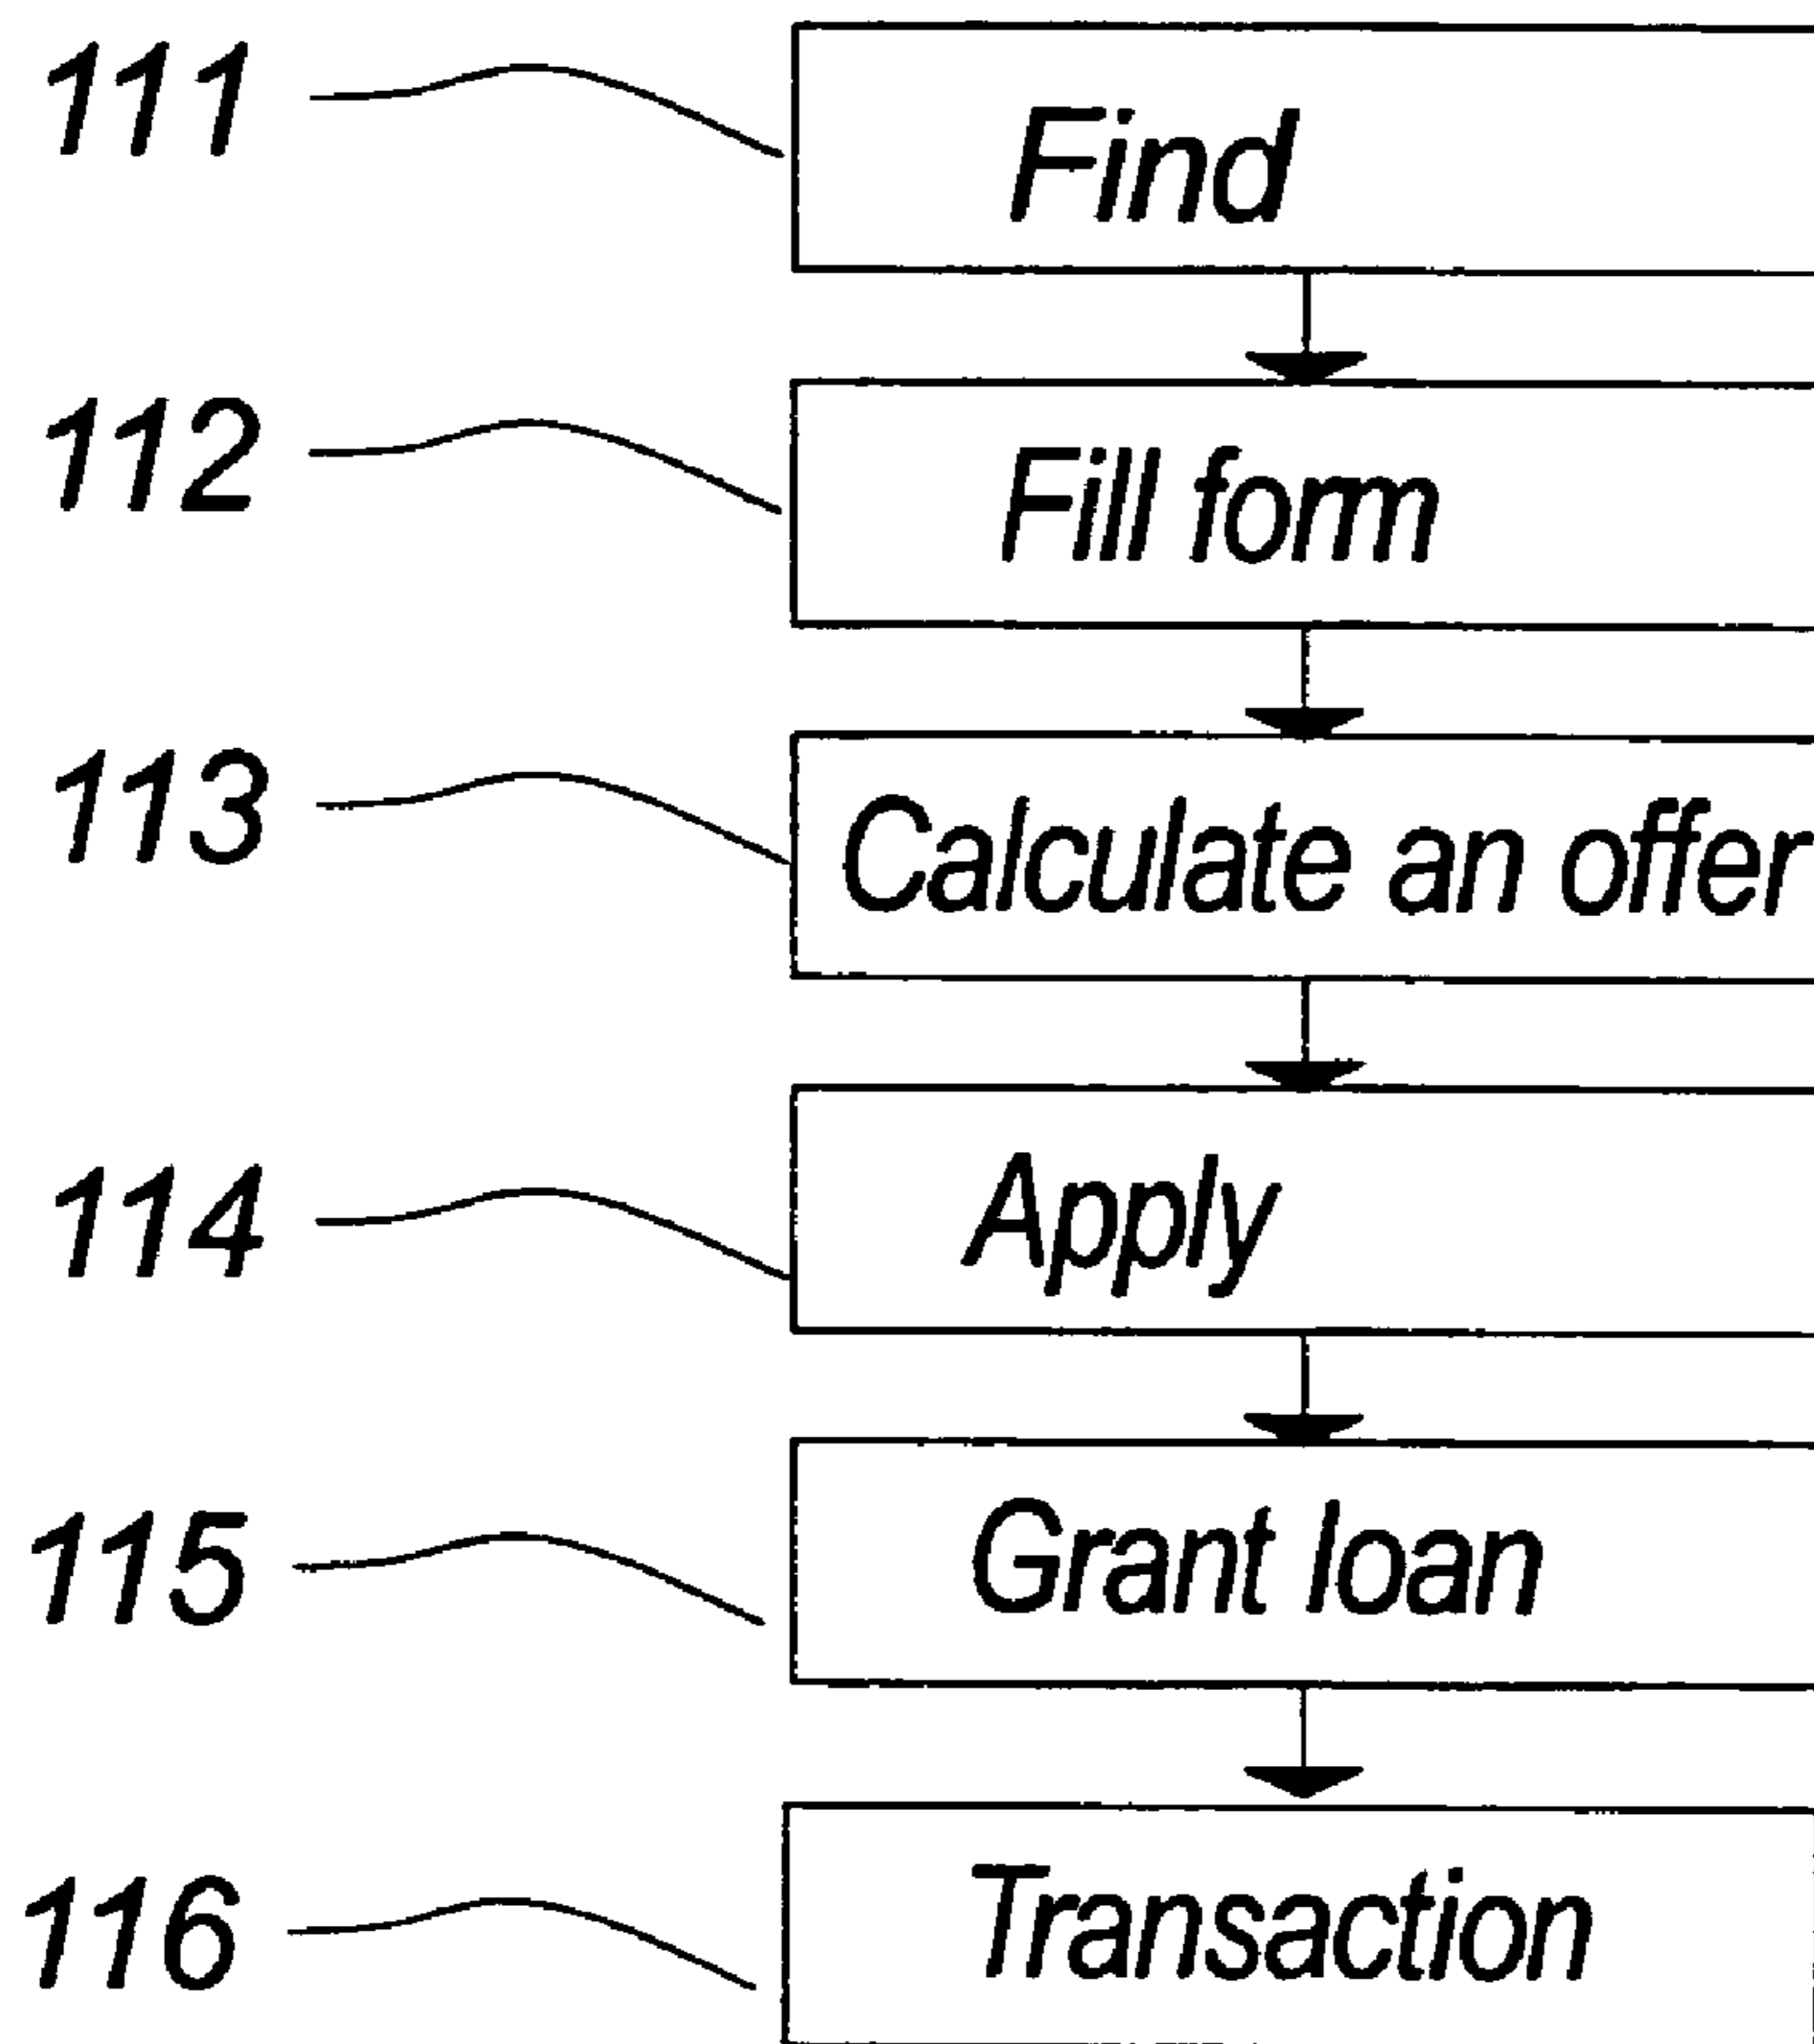 111 Find
112 Fill form
113 Calculate an offer
114 Apply
115 Grant loan
116 Transaction